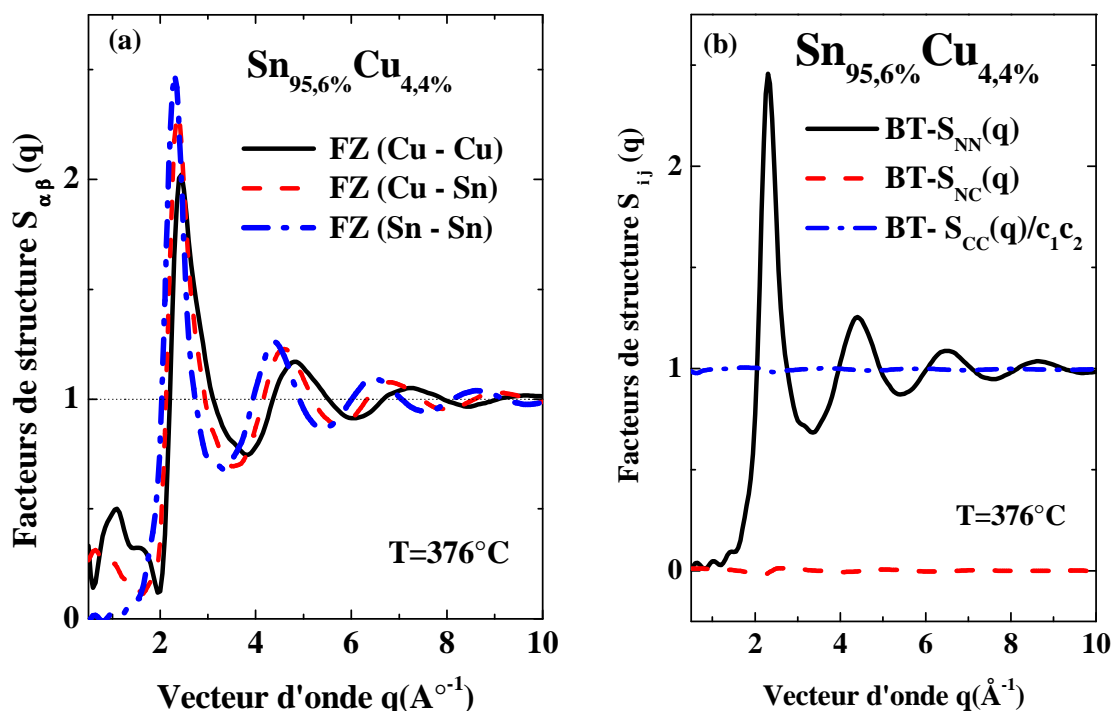 (a)
Sn95,6%Cu4,4%
FZ (Cu - Cu)
FZ (Cu - Sn)
FZ (Sn - Sn)
T=376°C
Facteurs de structure Sαβ(q)
2
1
0
2 4 6 8 10
Vecteur d'onde q(A°-1)
(b)
Sn95,6%Cu4,4%
BT-SNN(q)
BT-SNC(q)
BT- SCC(q)/c1c2
T=376°C
Facteurs de structure Si,j (q)
2
1
0
2 4 6 8 10
Vecteur d'onde q(Å-1)